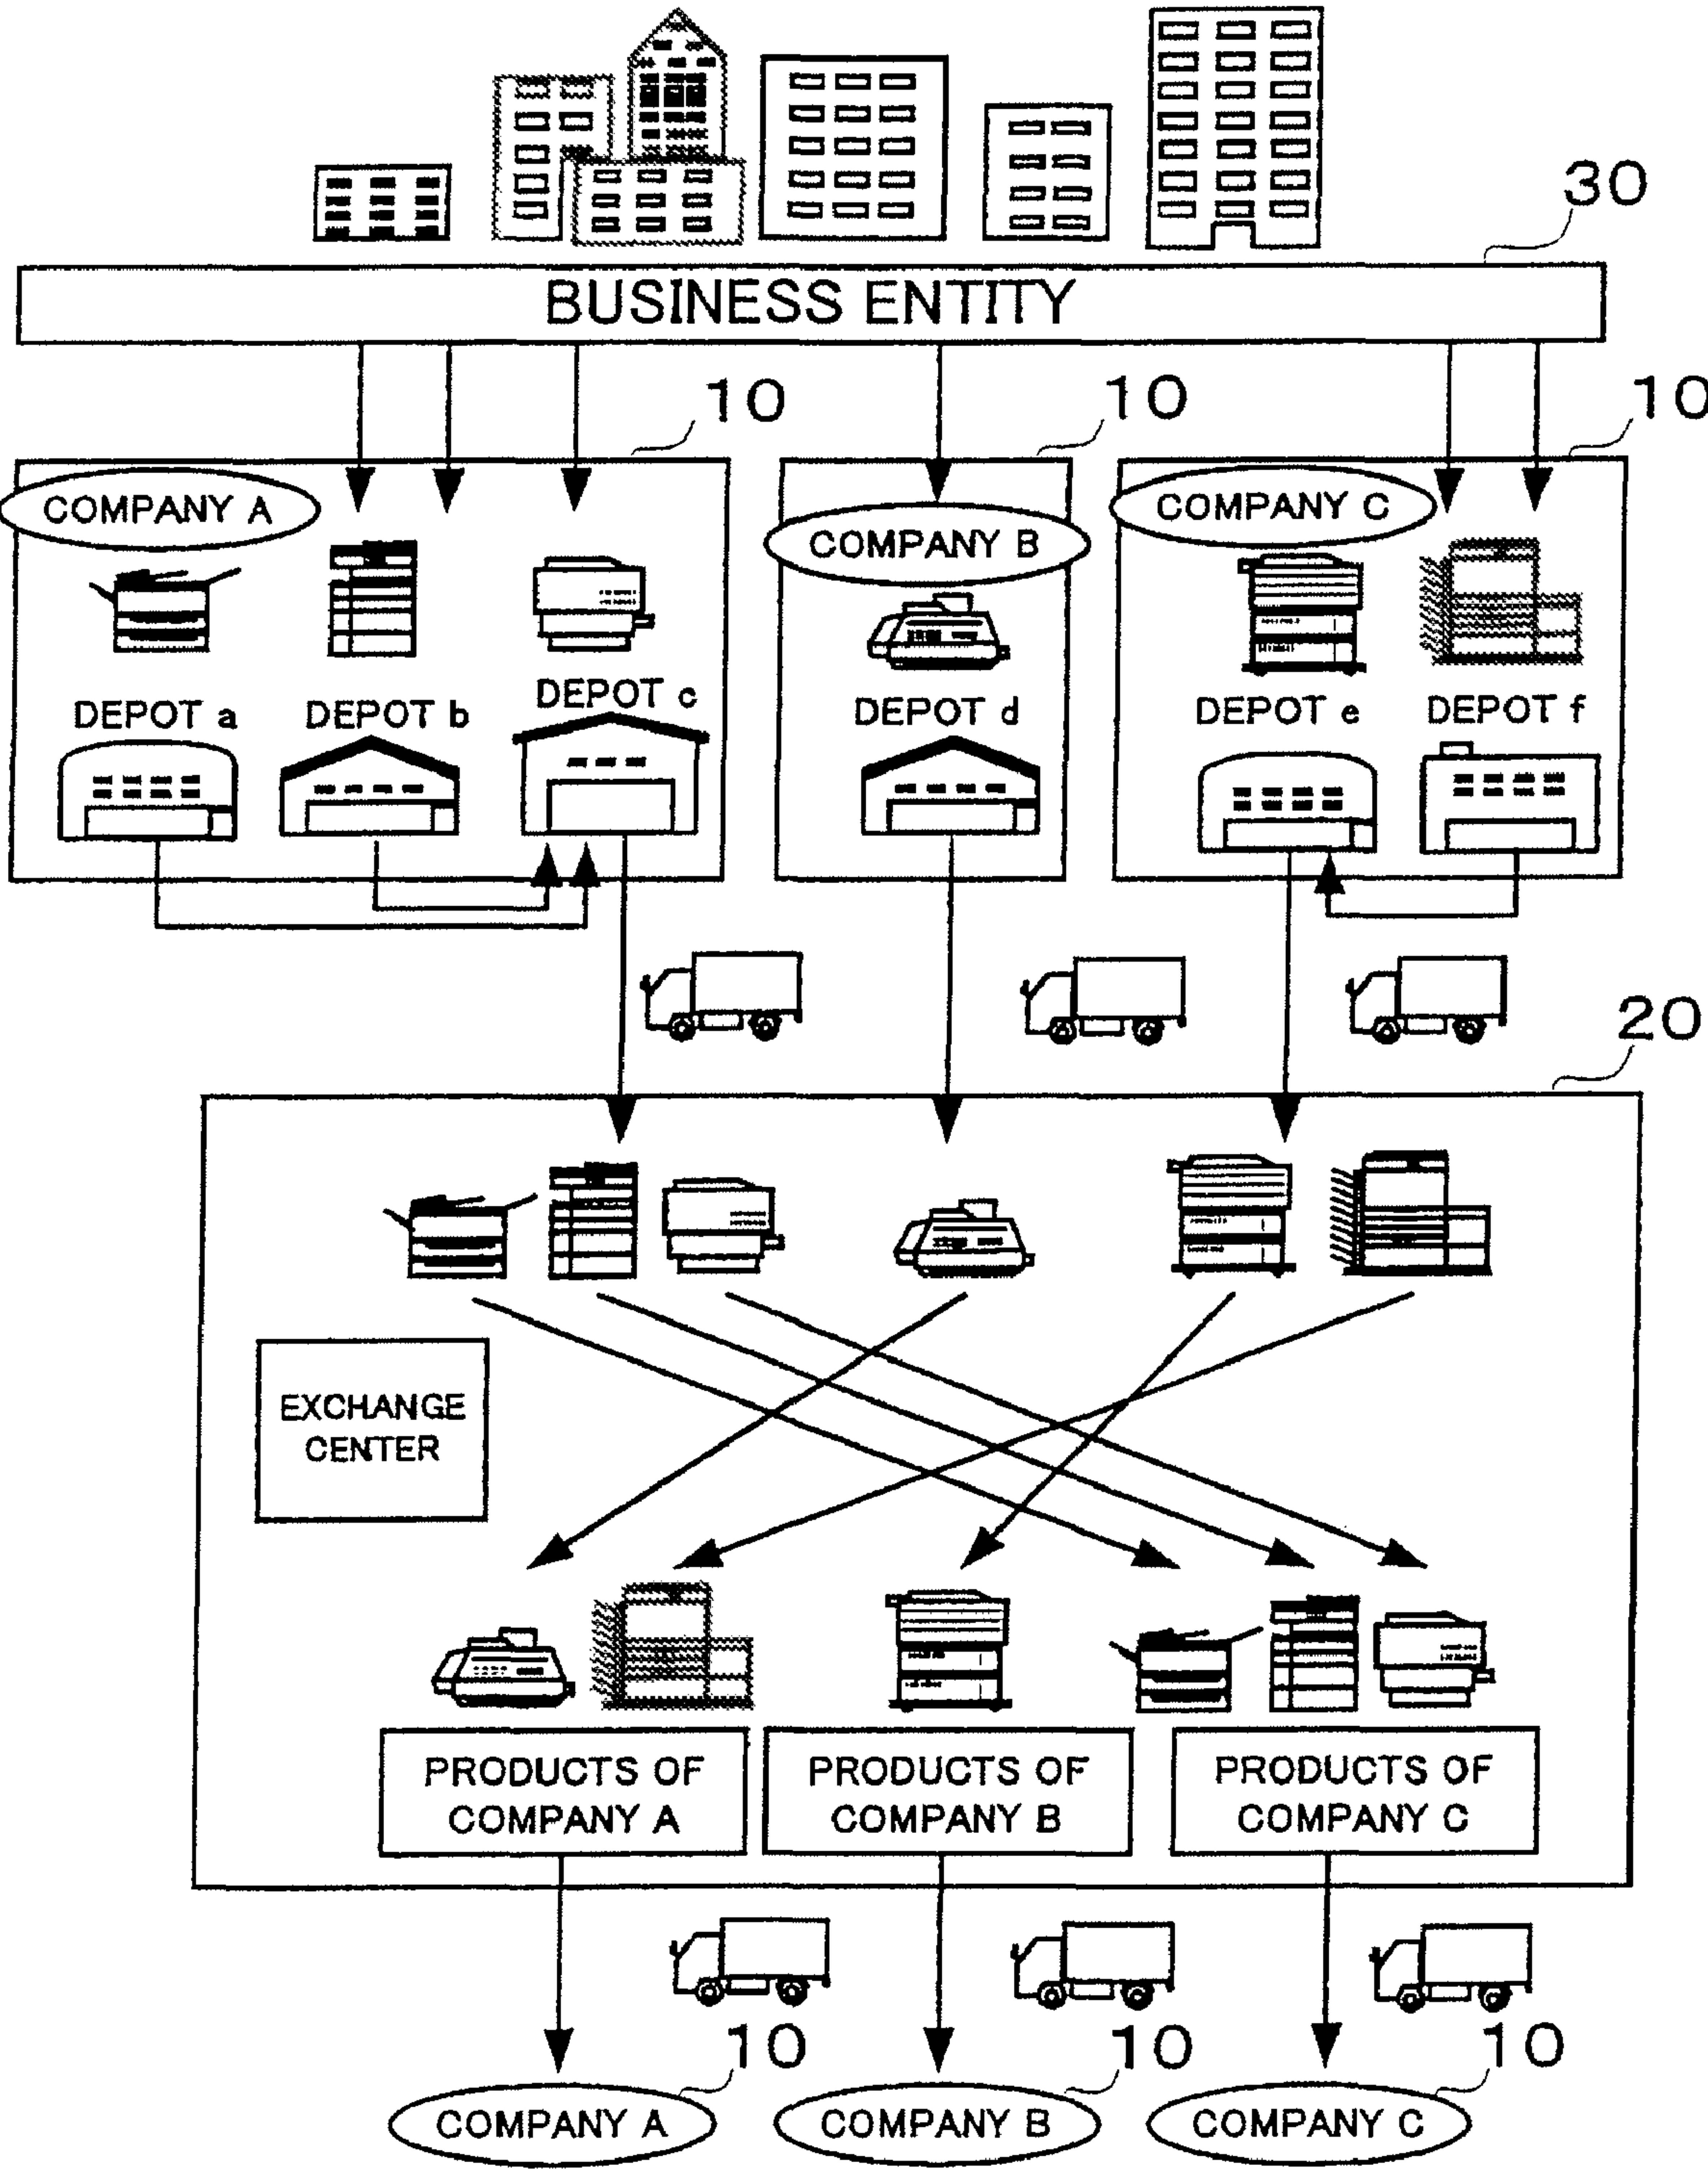 30
BUSINESS ENTITY
10
10
10
COMPANY A
COMPANY B
COMPANY C
DEPOT a
DEPOT b
DEPOT c
DEPOT d
DEPOT e
DEPOT f
20
EXCHANGE
CENTER
PRODUCTS OF
COMPANY A
PRODUCTS OF
COMPANY B
PRODUCTS OF
COMPANY C
10
10
10
COMPANY A
COMPANY B
COMPANY C